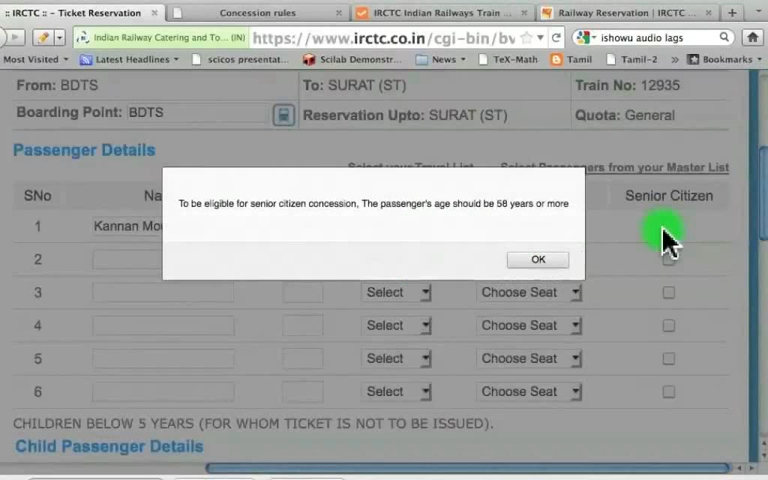 :: IRCTC :: - Ticket Reservation × Concession rules × IRCTC Indian Railways Train ... × Railway Reservation | IRCTC ... × +
Indian Railway Catering and To... (IN) https://www.irctc.co.in/cgi-bin/bv ishowu audio lags
Most Visited Latest Headlines scicos presentat... Scilab Demonstr... News TeX-Math Tamil Tamil-2 » Bookmarks
From: BDTS To: SURAT (ST) Train No: 12935
Boarding Point: BDTS Reservation Upto: SURAT (ST) Quota: General
Passenger Details
Select your Travel List Select Passengers from your Master List
SNo Na Senior Citizen
To be eligible for senior citizen concession, The passenger's age should be 58 years or more
1 Kannan Mo
2 OK
3 Select Choose Seat
4 Select Choose Seat
5 Select Choose Seat
6 Select Choose Seat
CHILDREN BELOW 5 YEARS (FOR WHOM TICKET IS NOT TO BE ISSUED).
Child Passenger Details